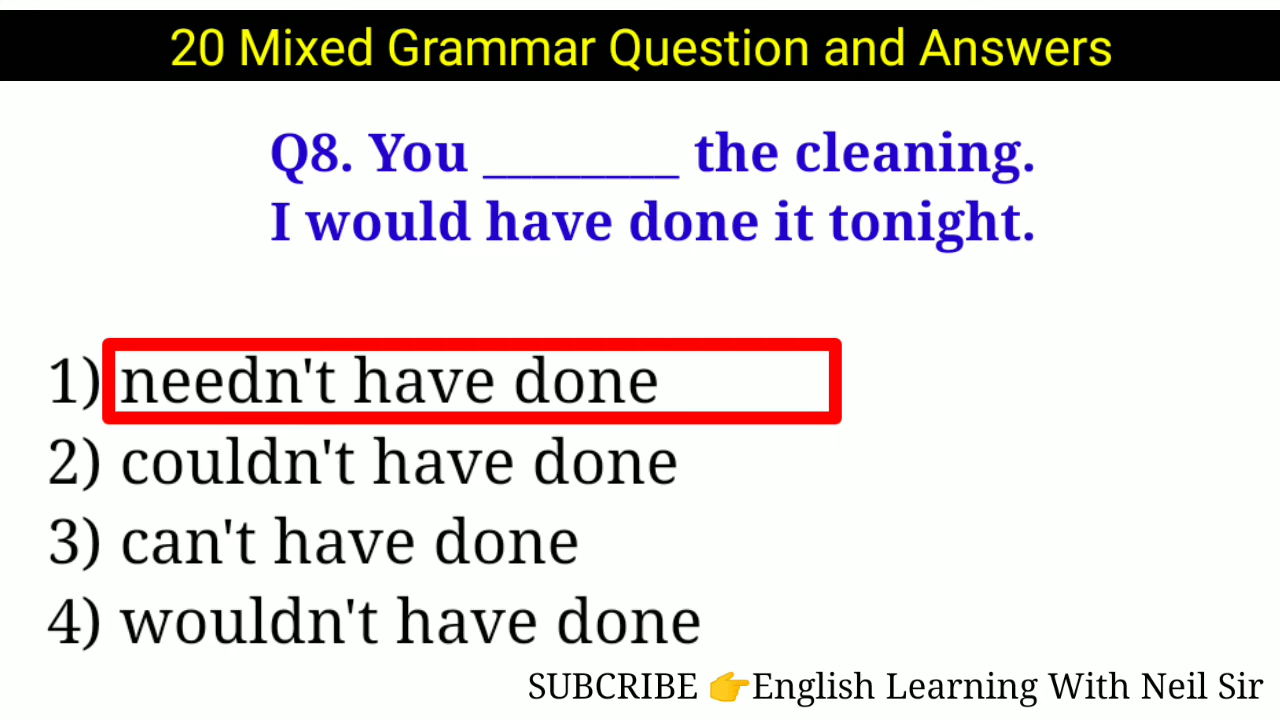 20 Mixed Grammar Question and Answers
Q8. You ________ the cleaning.
I would have done it tonight.
1) needn't have done
2) couldn't have done
3) can't have done
4) wouldn't have done
SUBCRIBE 👉English Learning With Neil Sir